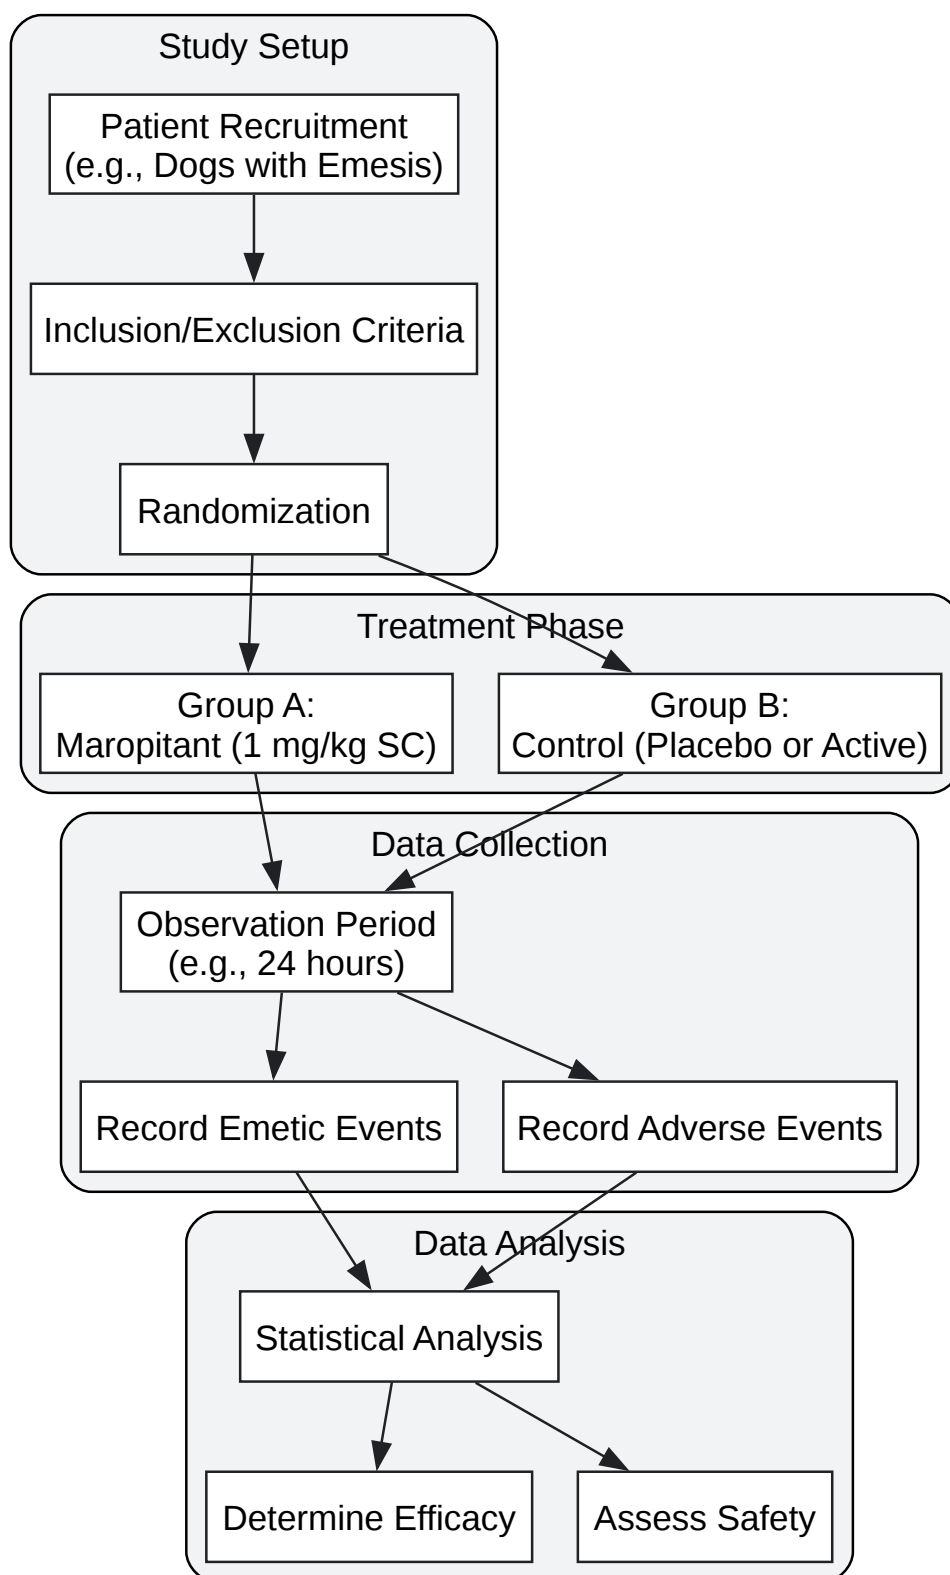 Study Setup
Patient Recruitment
(e.g., Dogs with Emesis)
Inclusion/Exclusion Criteria
Randomization
Treatment Phase
Group A:
Maropitant (1 mg/kg SC)
Group B:
Control (Placebo or Active)
Data Collection
Observation Period
(e.g., 24 hours)
Record Emetic Events
Record Adverse Events
Data Analysis
Statistical Analysis
Determine Efficacy
Assess Safety